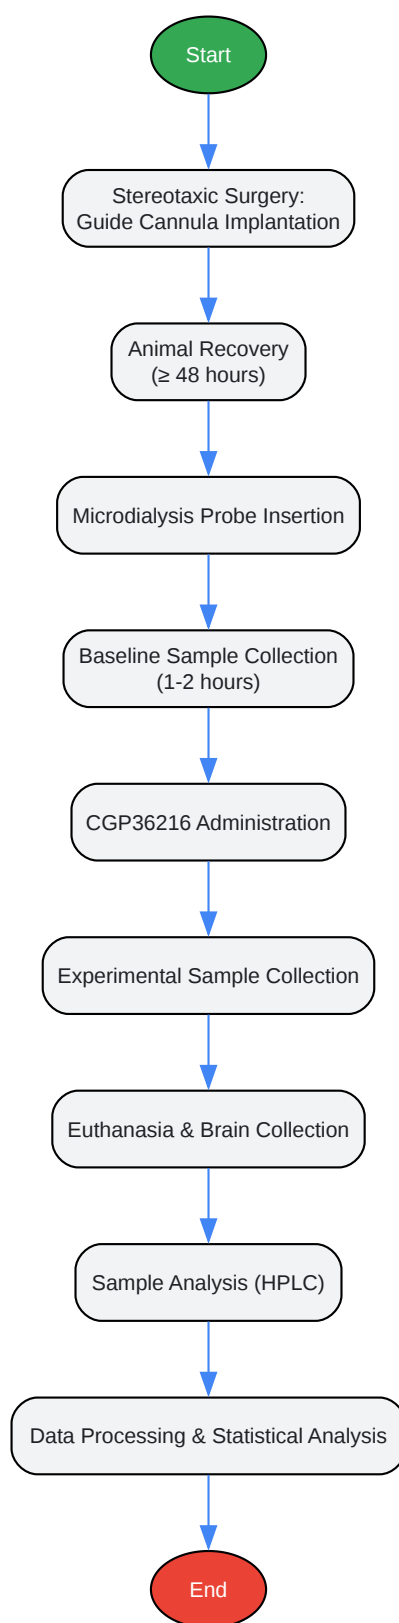 Start
Stereotaxic Surgery:
Guide Cannula Implantation
Animal Recovery
(≥ 48 hours)
Microdialysis Probe Insertion
Baseline Sample Collection
(1-2 hours)
CGP36216 Administration
Experimental Sample Collection
Euthanasia & Brain Collection
Sample Analysis (HPLC)
Data Processing & Statistical Analysis
End